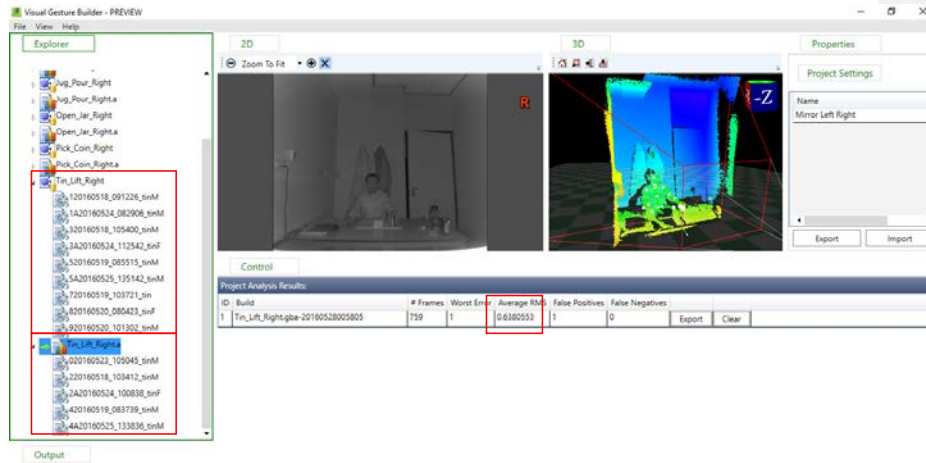 Visual Gesture Builder - PREVIEW
File View Help
Explorer
Jug_Pour_Right
Jug_Pour_Right.a
Open_Jar_Right
Open_Jar_Right.a
Pick_Coin_Right
Pick_Coin_Right.a
Tin_Lift_Right
120160518_091226_tinM
1A20160524_082906_tinM
320160518_105400_tinM
3A20160524_112542_tinF
520160519_085515_tinM
5A20160525_135142_tinM
720160519_103721_tin
820160520_080423_tinF
920160520_101302_tinM
Tin_Lift_Right.a
020160523_105045_tinM
220160518_103412_tinM
2A20160524_100838_tinF
420160519_083739_tinM
4A20160525_133836_tinM
Output
2D
Zoom To Fit
R
3D
-Z
Control
Project Analysis Results:
ID Build # Frames Worst Error Average RMS False Positives False Negatives
1 Tin_Lift_Right.gba-20160528005805 759 1 0.6380553 1 0 Export Clear
Properties
Project Settings
Name
Mirror Left Right
Export Import